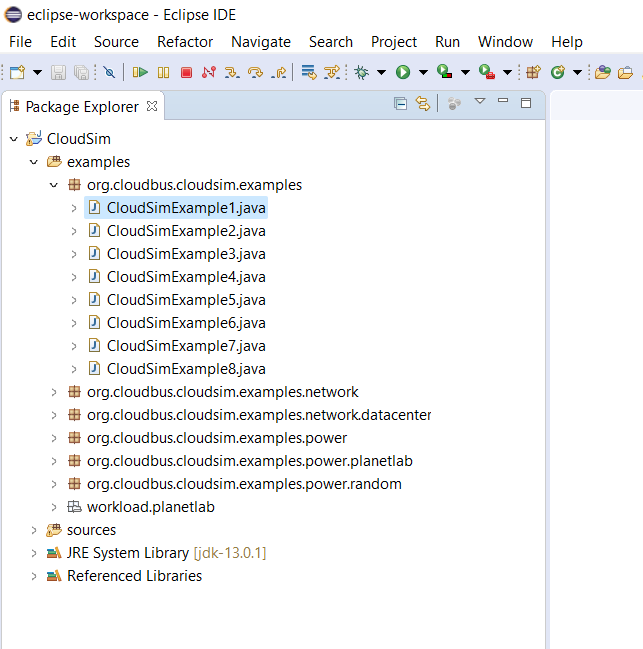 eclipse-workspace - Eclipse IDE
File Edit Source Refactor Navigate Search Project Run Window Help
Package Explorer
CloudSim
examples
org.cloudbus.cloudsim.examples
CloudSimExample1.java
CloudSimExample2.java
CloudSimExample3.java
CloudSimExample4.java
CloudSimExample5.java
CloudSimExample6.java
CloudSimExample7.java
CloudSimExample8.java
org.cloudbus.cloudsim.examples.network
org.cloudbus.cloudsim.examples.network.datacenter
org.cloudbus.cloudsim.examples.power
org.cloudbus.cloudsim.examples.power.planetlab
org.cloudbus.cloudsim.examples.power.random
workload.planetlab
sources
JRE System Library [jdk-13.0.1]
Referenced Libraries